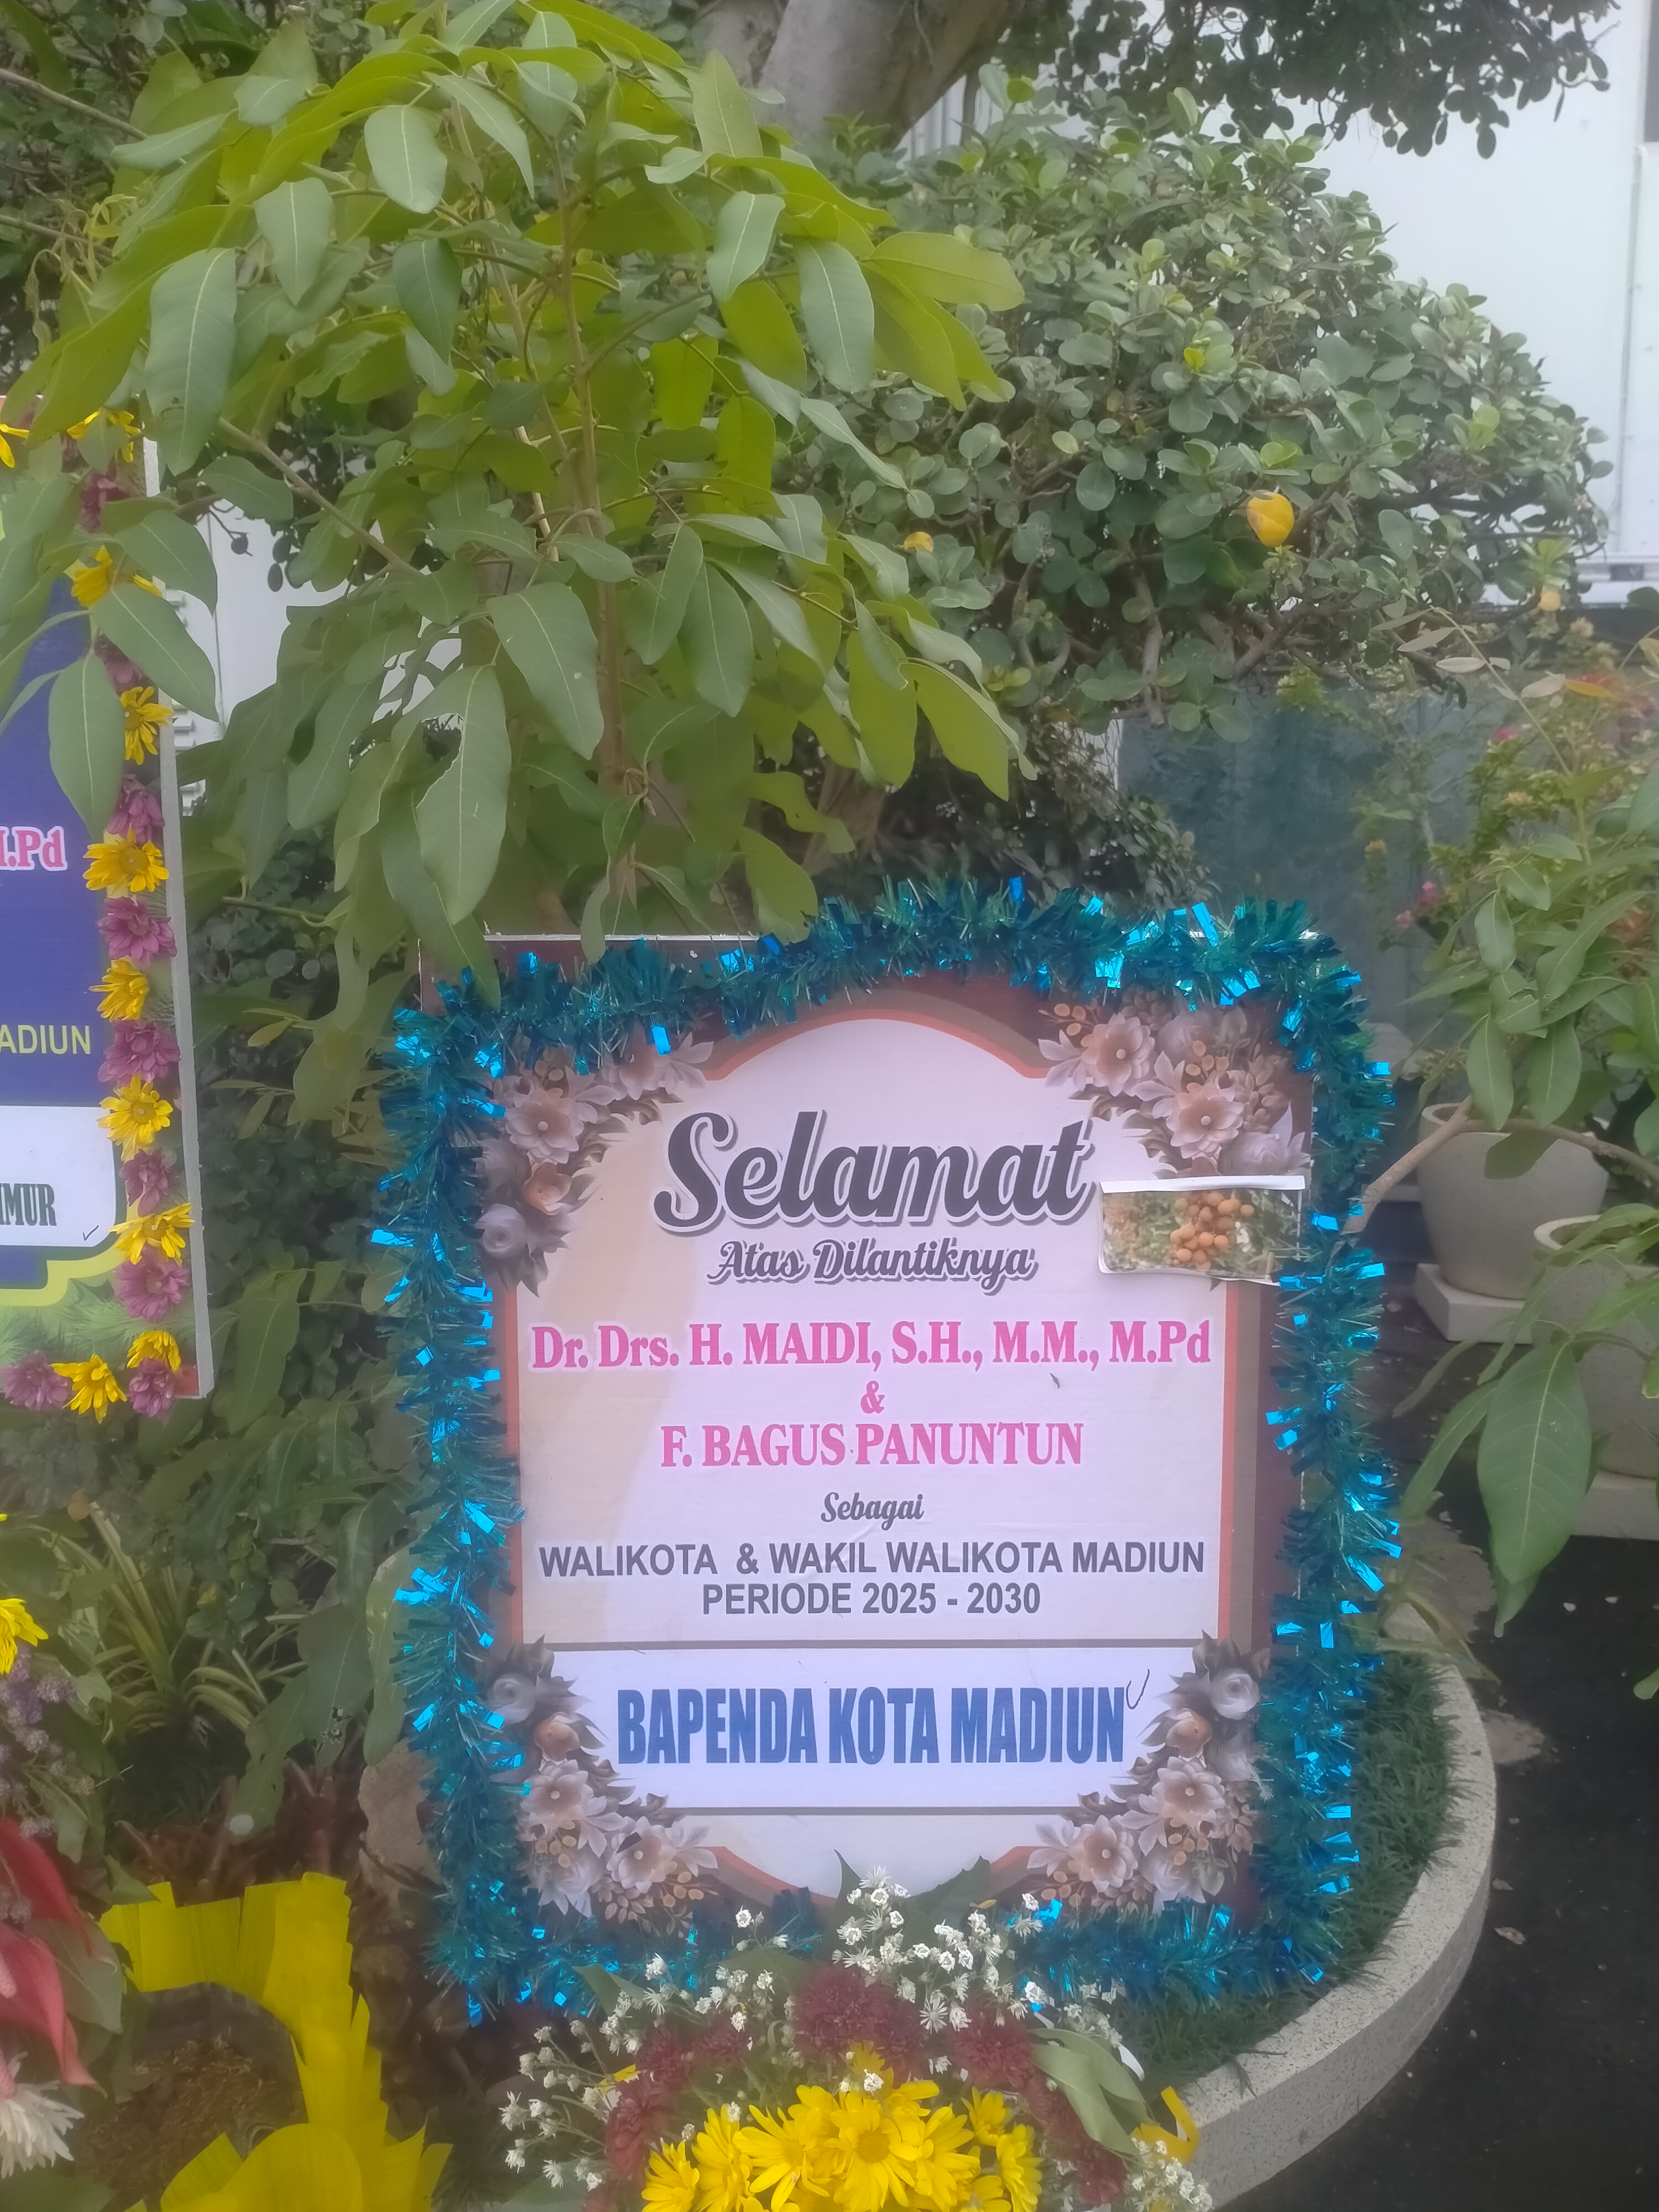 I.Pd
ADIUN
IMUR
Selamat
Atas Dilantiknya
Dr. Drs. H. MAIDI, S.H., M.M., M.Pd
&
F. BAGUS PANUNTUN
Sebagai
WALIKOTA & WAKIL WALIKOTA MADIUN
PERIODE 2025 - 2030
BAPENDA KOTA MADIUN